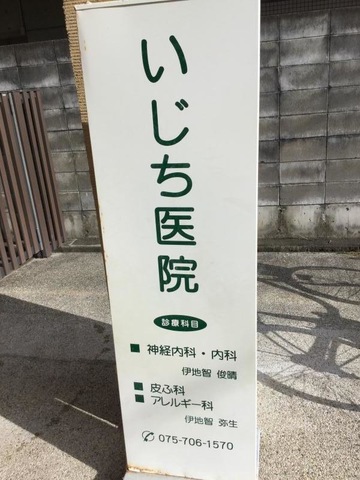 いじち医院
診療科目
■ 神経内科・内科
伊地智 俊晴
■ 皮ふ科
■ アレルギー科
伊地智 弥生
075-706-1570